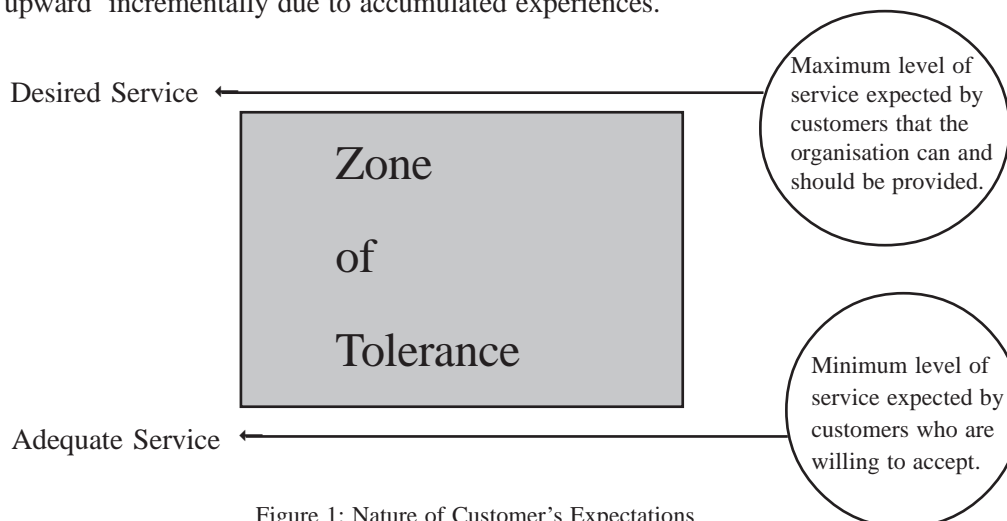 upward incrementally due to accumulated experiences.
Maximum level of
service expected by
customers that the
organisation can and
should be provided.
Desired Service
Zone
of
Tolerance
Minimum level of
service expected by
customers who are
willing to accept.
Adequate Service
Figure 1: Nature of Customer's Expectations